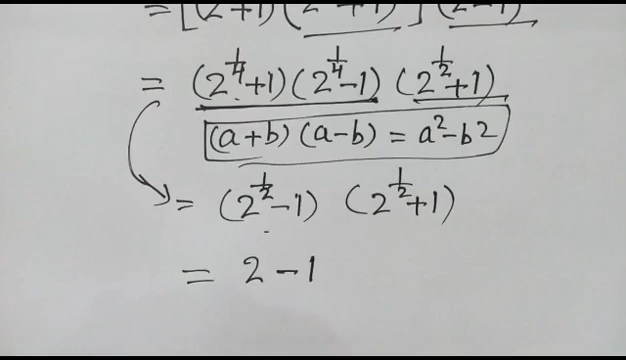 = (2^{1/4}+1)(2^{1/4}-1) (2^{1/2}+1)
(a+b)(a-b) = a²-b²
= (2^{1/2}-1) (2^{1/2}+1)
= 2-1